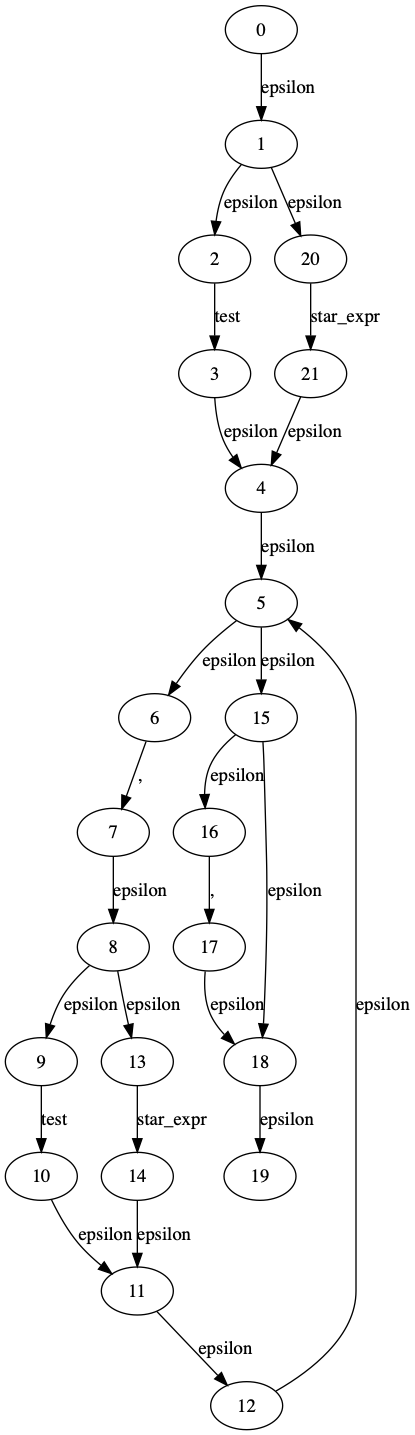 0
epsilon
1
epsilon epsilon
2 20
test star_expr
3 21
epsilon epsilon
4
epsilon
5
epsilon epsilon
6 15
, epsilon
7 16
epsilon , epsilon
8 17
epsilon epsilon epsilon epsilon
9 13 18
test star_expr epsilon
10 14 19
epsilon epsilon
11
epsilon
12